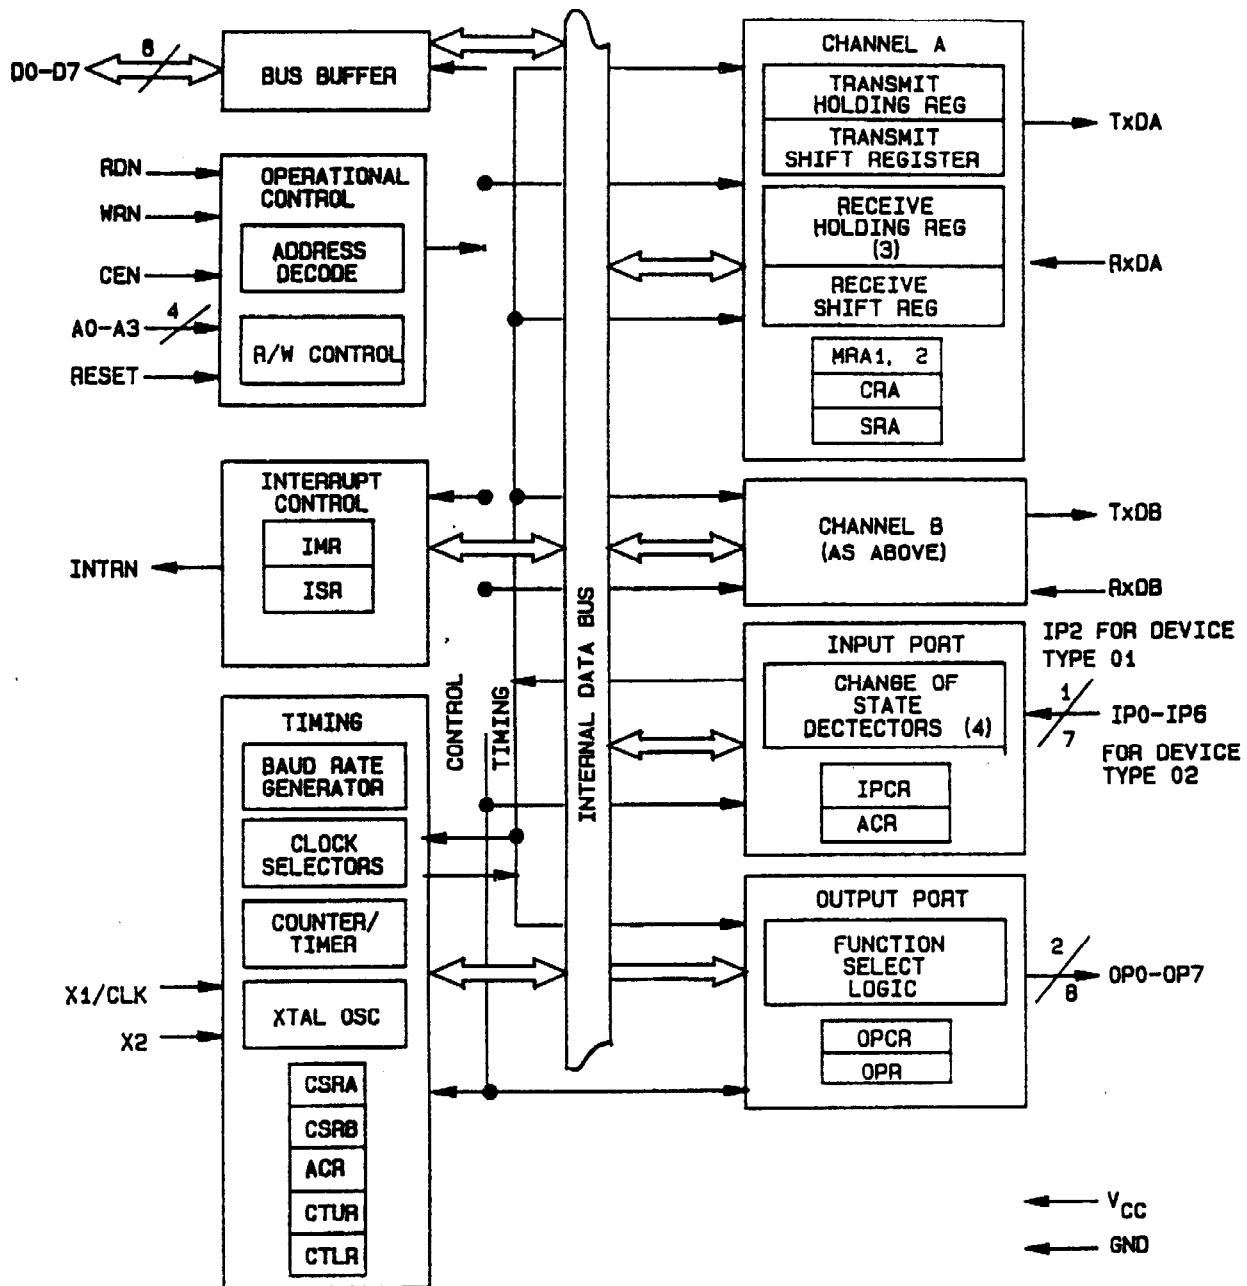 D0-D7
8
BUS BUFFER
RDN
WRN
CEN
A0-A3
4
RESET
OPERATIONAL
CONTROL
ADDRESS
DECODE
R/W CONTROL
INTRN
INTERRUPT
CONTROL
IMR
ISR
TIMING
BAUD RATE
GENERATOR
CLOCK
SELECTORS
COUNTER/
TIMER
XTAL OSC
X1/CLK
X2
CSRA
CSRB
ACR
CTUR
CTLR
CONTROL
TIMING
INTERNAL DATA BUS
CHANNEL A
TRANSMIT
HOLDING REG
TRANSMIT
SHIFT REGISTER
RECEIVE
HOLDING REG
(3)
RECEIVE
SHIFT REG
MRA1, 2
CRA
SRA
TxDA
RxDA
CHANNEL B
(AS ABOVE)
TxDB
RxDB
INPUT PORT
CHANGE OF
STATE
DECTECTORS (4)
IPCR
ACR
IP2 FOR DEVICE
TYPE 01
1
7
IP0-IP6
FOR DEVICE
TYPE 02
OUTPUT PORT
FUNCTION
SELECT
LOGIC
OPCR
OPR
2
8
OP0-OP7
VCC
GND